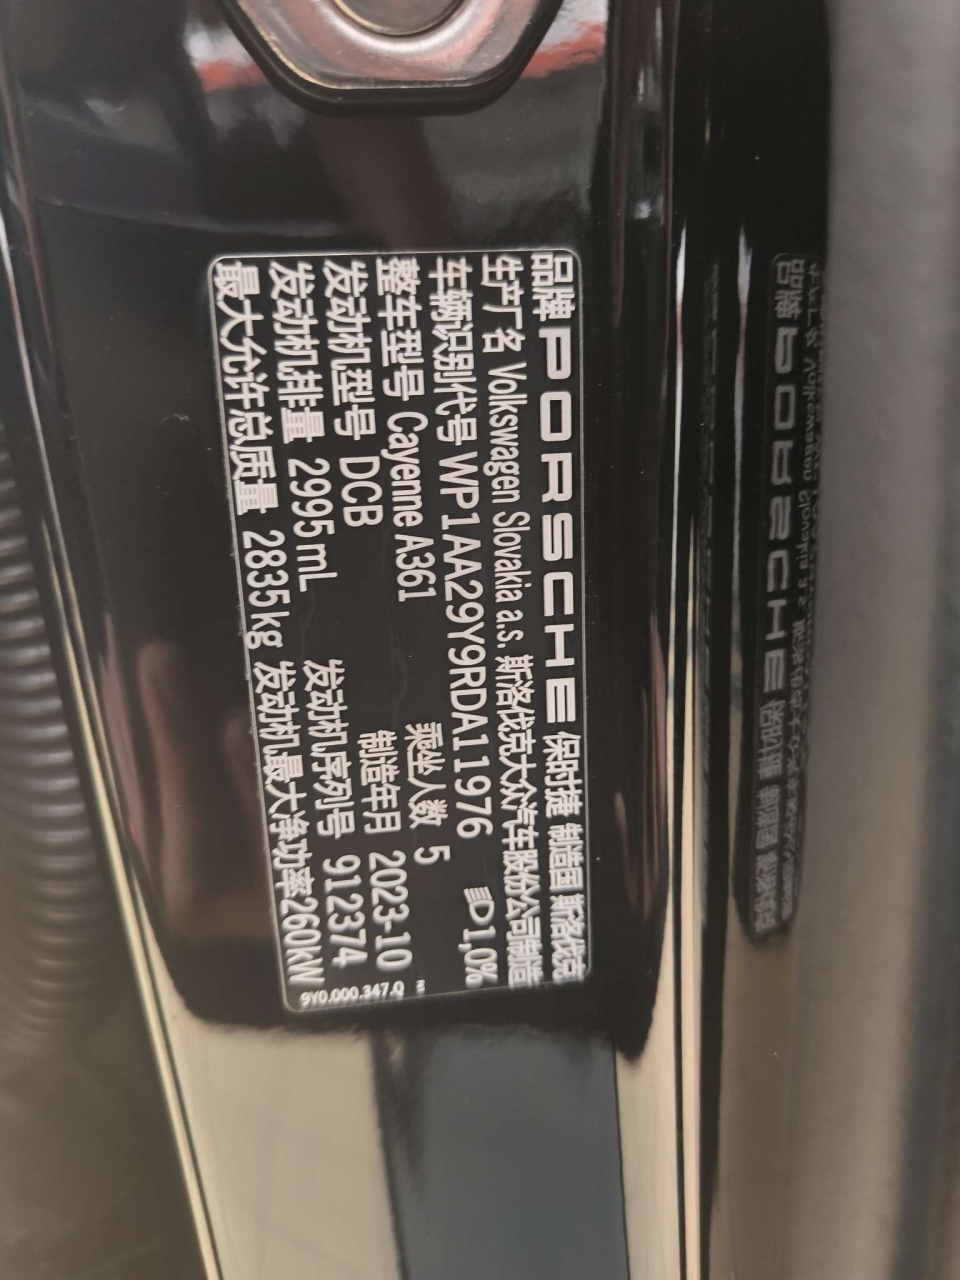 品牌 PORSCHE 保时捷 制造国 斯洛伐克
生产厂名 Volkswagen Slovakia a.s. 斯洛伐克大众汽车股份公司制造
车辆识别代号 WP1AA29Y9RDA11976 1,0%
整车型号 Cayenne A361 乘坐人数 5
发动机型号 DCB 制造年月 2023-10
发动机排量 2995mL 发动机序列号 912374
最大允许总质量 2835kg 发动机最大净功率260kW
9Y0.000.347.Q